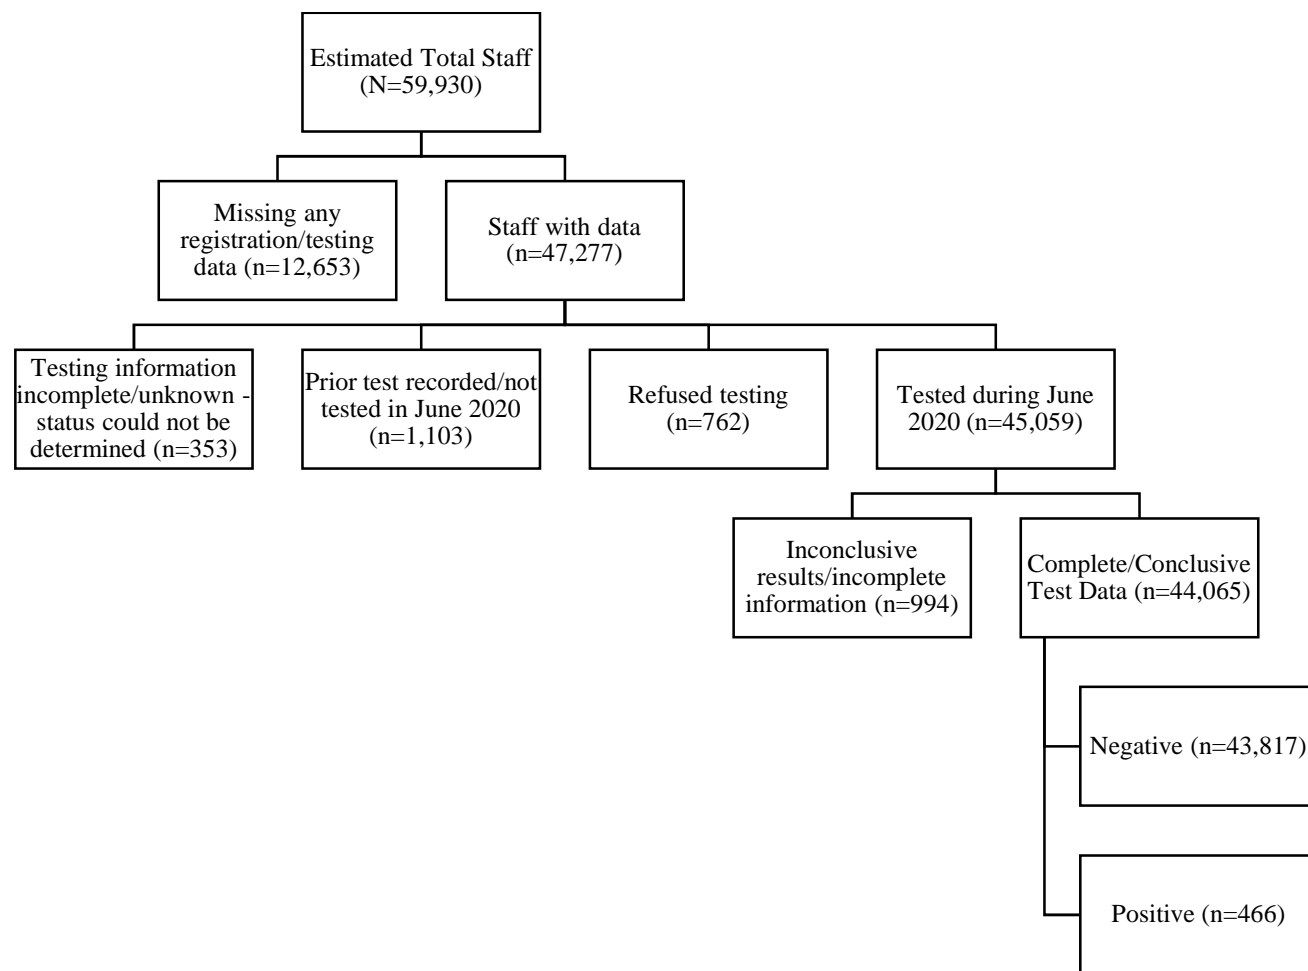 Estimated Total Staff
(N=59,930)
Missing any
registration/testing
data (n=12,653)
Staff with data
(n=47,277)
Testing information
incomplete/unknown -
status could not be
determined (n=353)
Prior test recorded/not
tested in June 2020
(n=1,103)
Refused testing
(n=762)
Tested during June
2020 (n=45,059)
Inconclusive
results/incomplete
information (n=994)
Complete/Conclusive
Test Data (n=44,065)
Negative (n=43,817)
Positive (n=466)